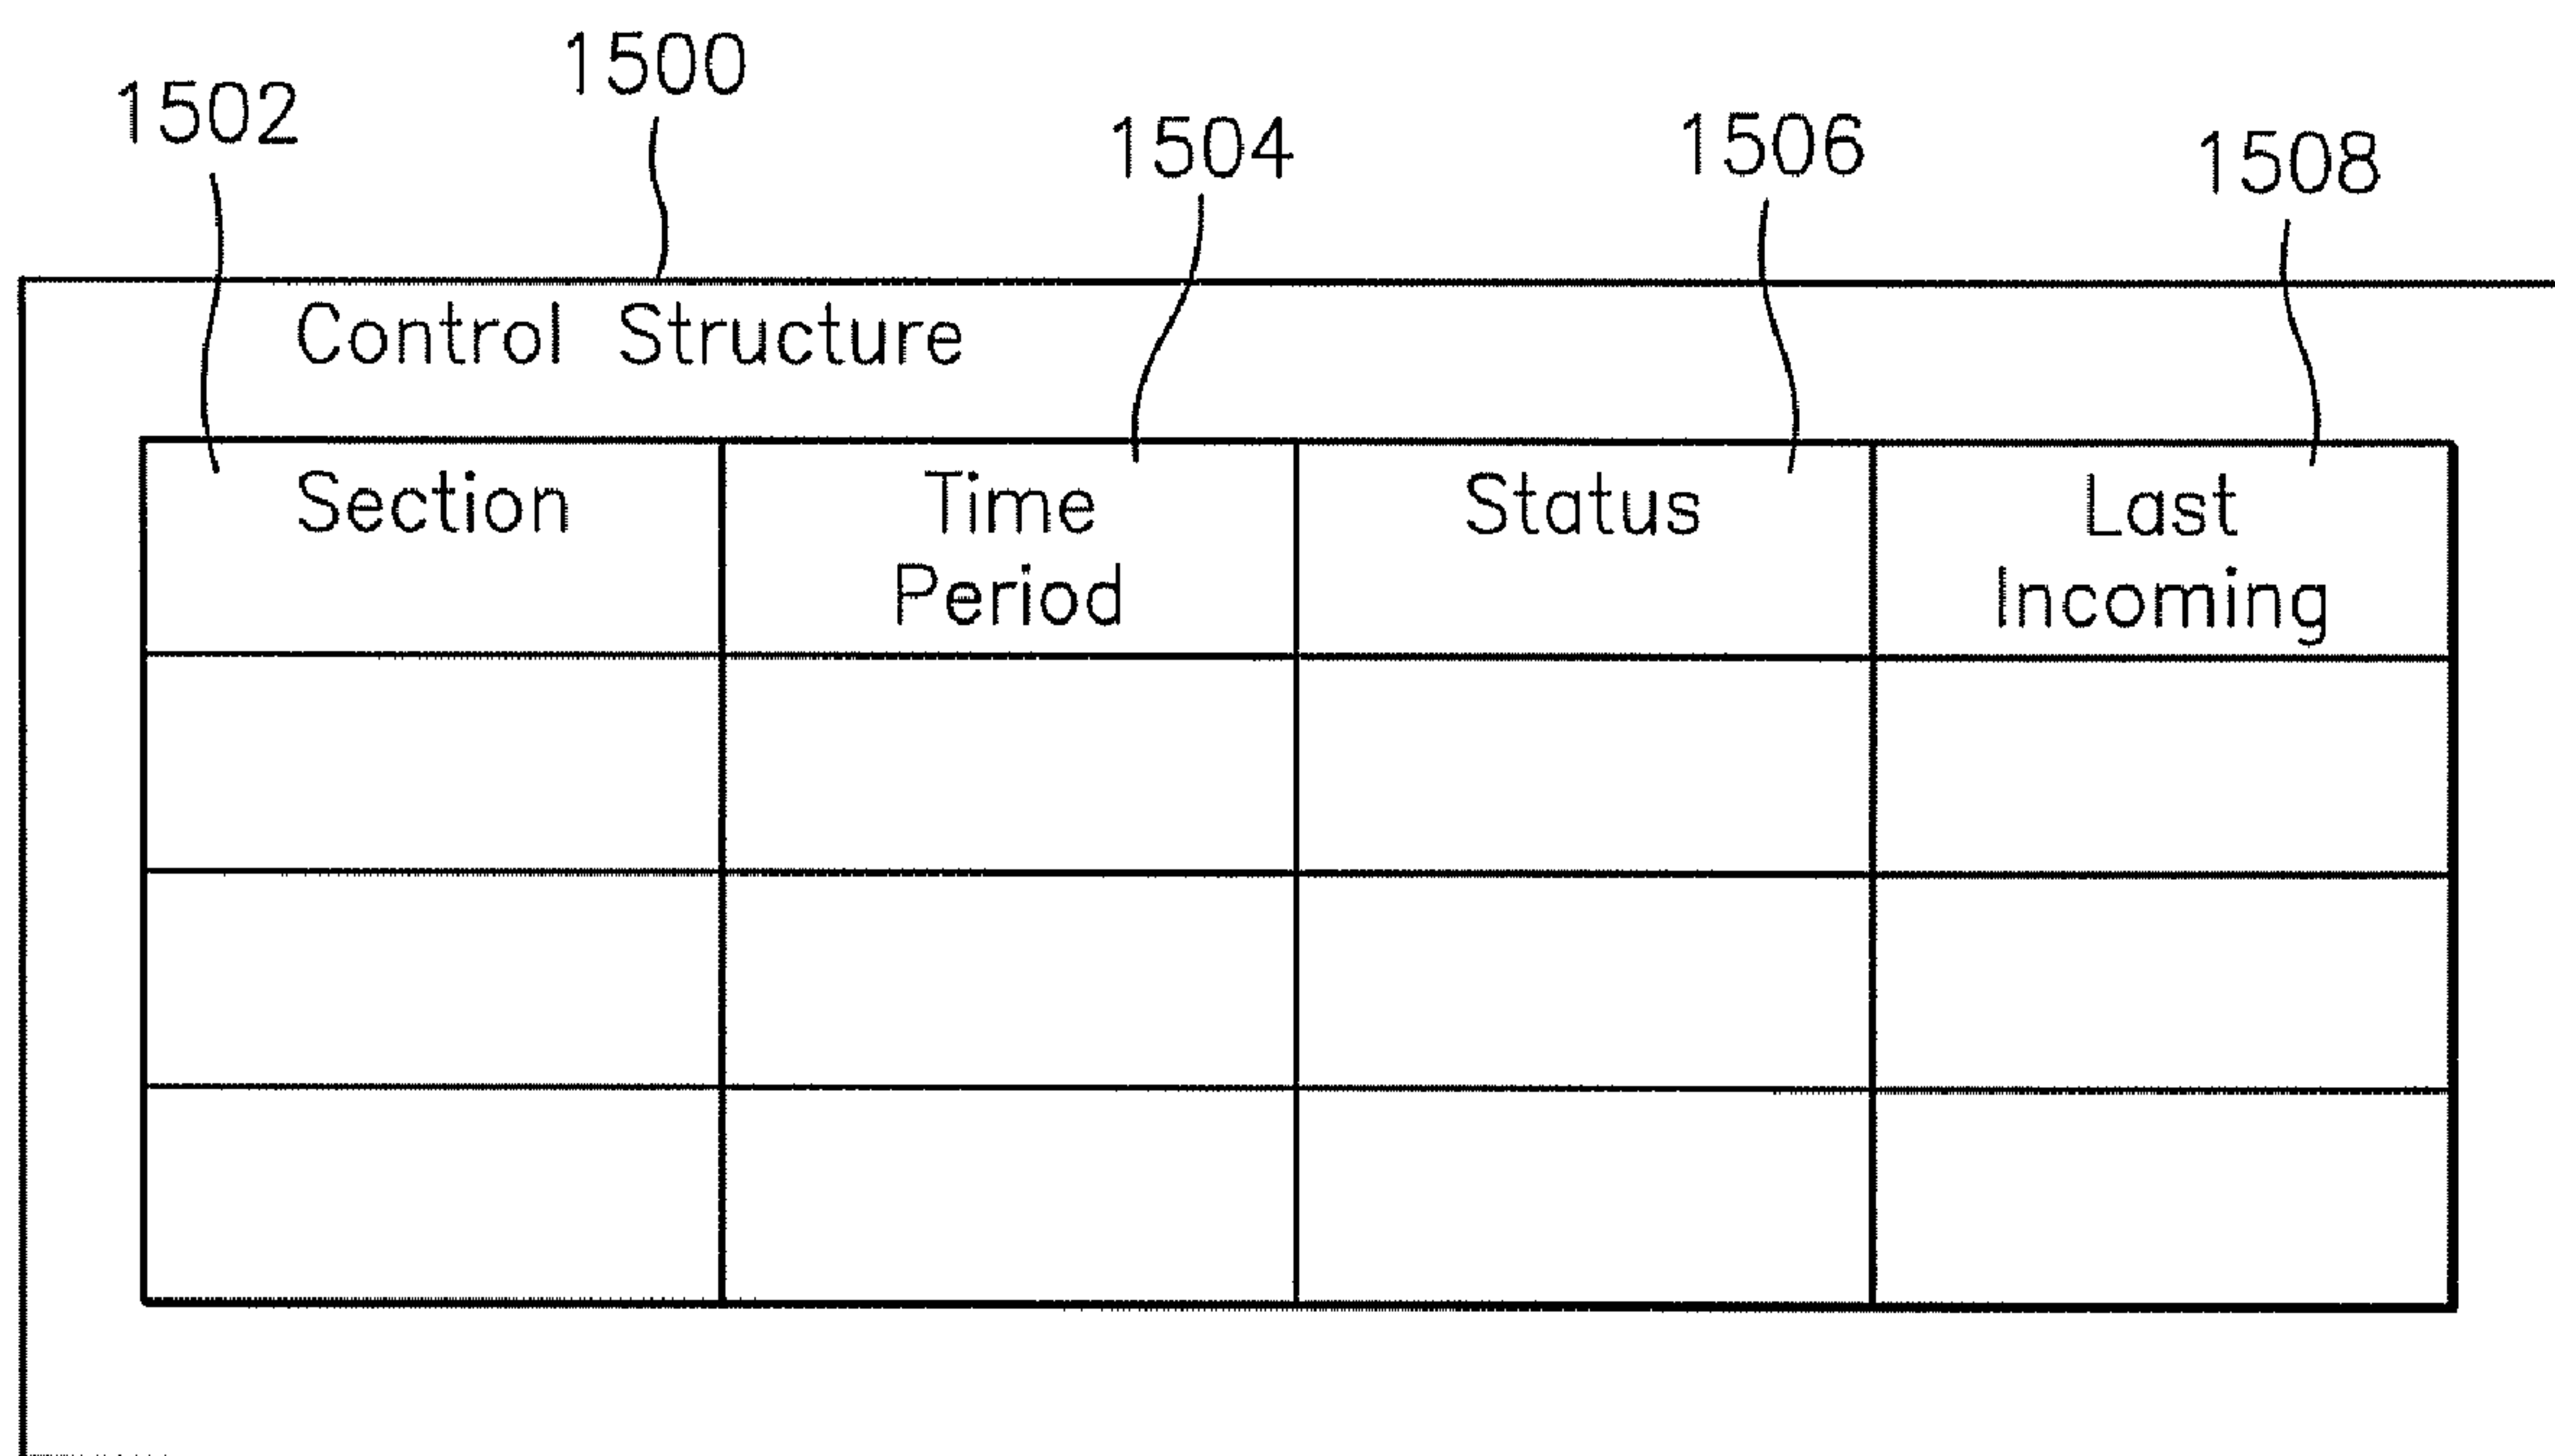 1500
1502
1504
1506
1508
Control Structure
Section
Time
Period
Status
Last
Incoming